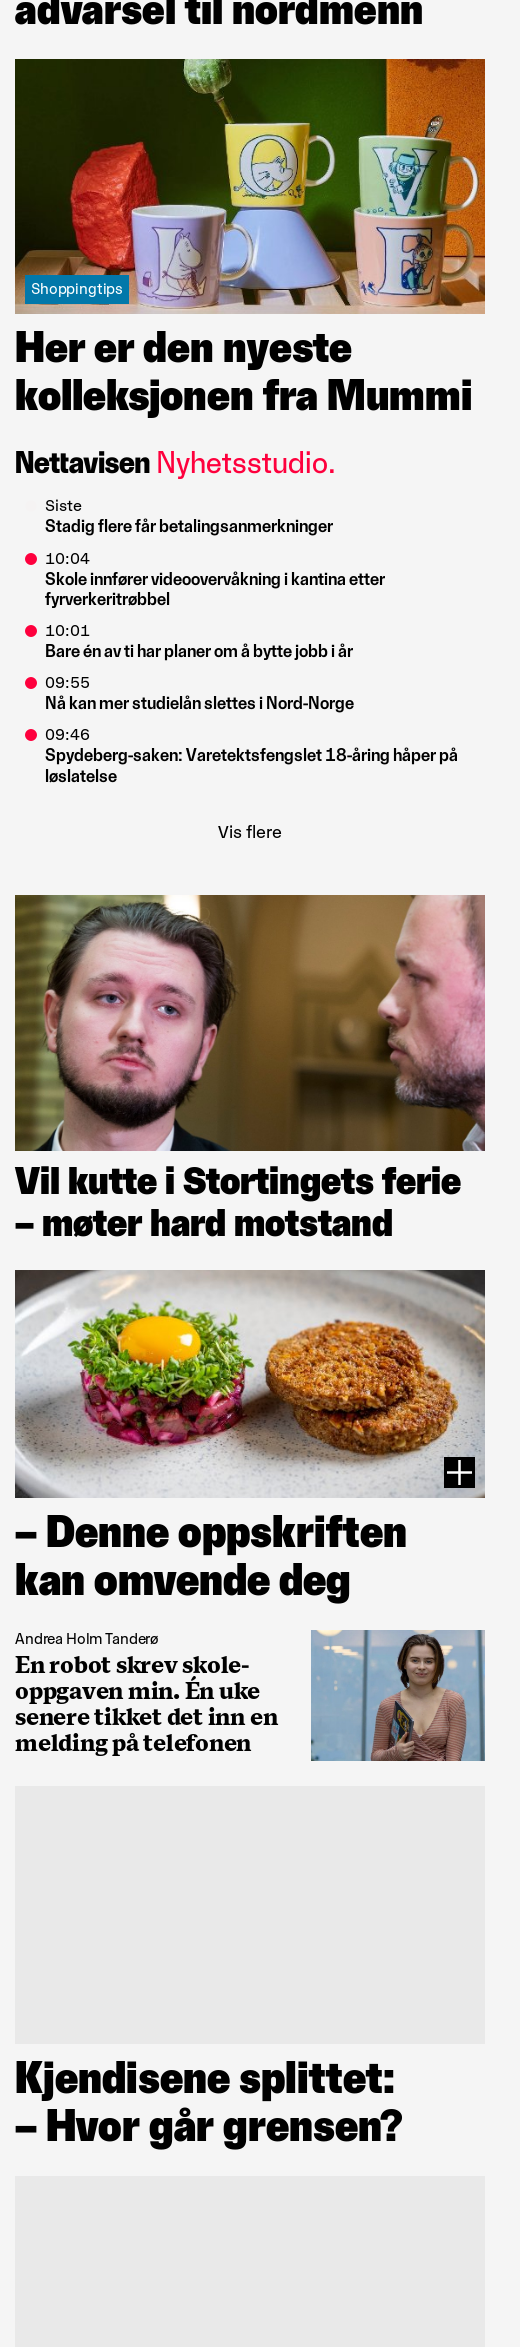 advarsel til nordmenn
O
V
I
E
Shoppingtips
Her er den nyeste
kolleksjonen fra Mummi
Nettavisen Nyhetsstudio.
Siste
Stadig flere får betalingsanmerkninger
10:04
Skole innfører videoovervåkning i kantina etter
fyrverkeritrøbbel
10:01
Bare én av ti har planer om å bytte jobb i år
09:55
Nå kan mer studielån slettes i Nord-Norge
09:46
Spydeberg-saken: Varetektsfengslet 18-åring håper på
løslatelse
Vis flere
Vil kutte i Stortingets ferie
– møter hard motstand
– Denne oppskriften
kan omvende deg
Andrea Holm Tanderø
En robot skrev skole-
oppgaven min. Én uke
senere tikket det inn en
melding på telefonen
Kjendisene splittet:
– Hvor går grensen?